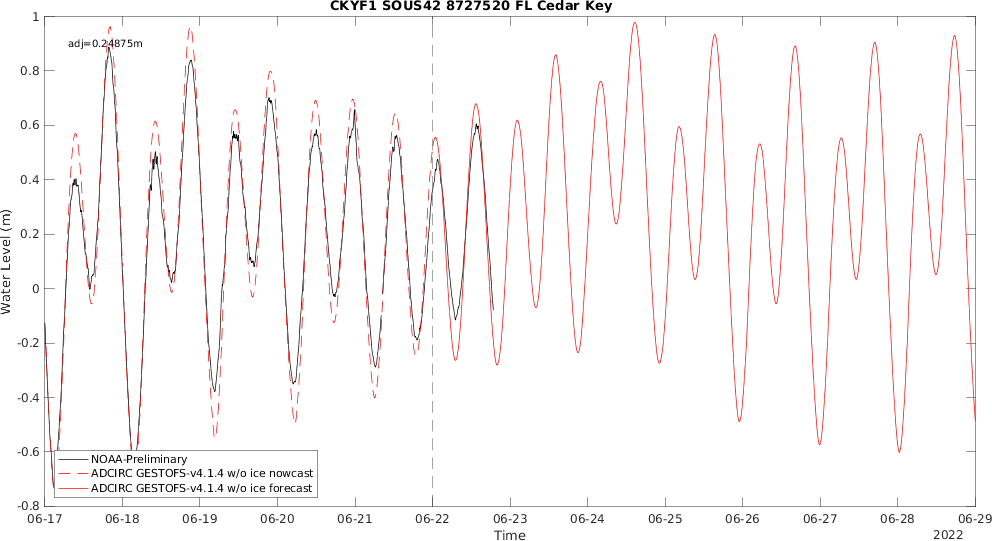 CKYF1 SOUS42 8727520 FL Cedar Key
adj=0.24875m
Water Level (m)
1
0.8
0.6
0.4
0.2
0
-0.2
-0.4
-0.6
-0.8
NOAA-Preliminary
ADCIRC GESTOFS-v4.1.4 w/o ice nowcast
ADCIRC GESTOFS-v4.1.4 w/o ice forecast
06-17 06-18 06-19 06-20 06-21 06-22 06-23 06-24 06-25 06-26 06-27 06-28 06-29
Time
2022